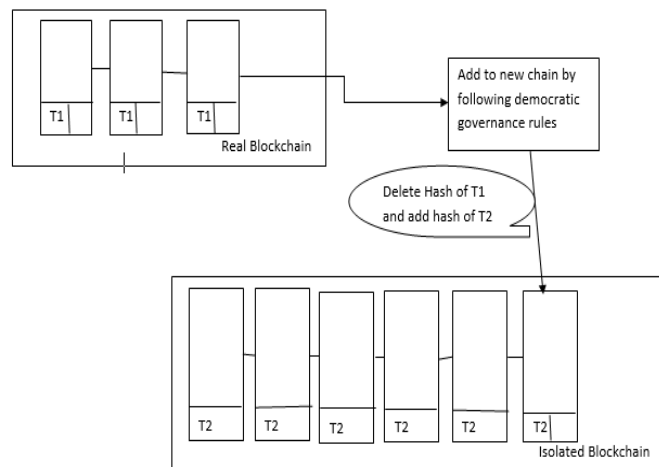 T1 T1 T1
Real Blockchain
Add to new chain by
following democratic
governance rules
Delete Hash of T1
and add hash of T2
T2 T2 T2 T2 T2 T2
Isolated Blockchain